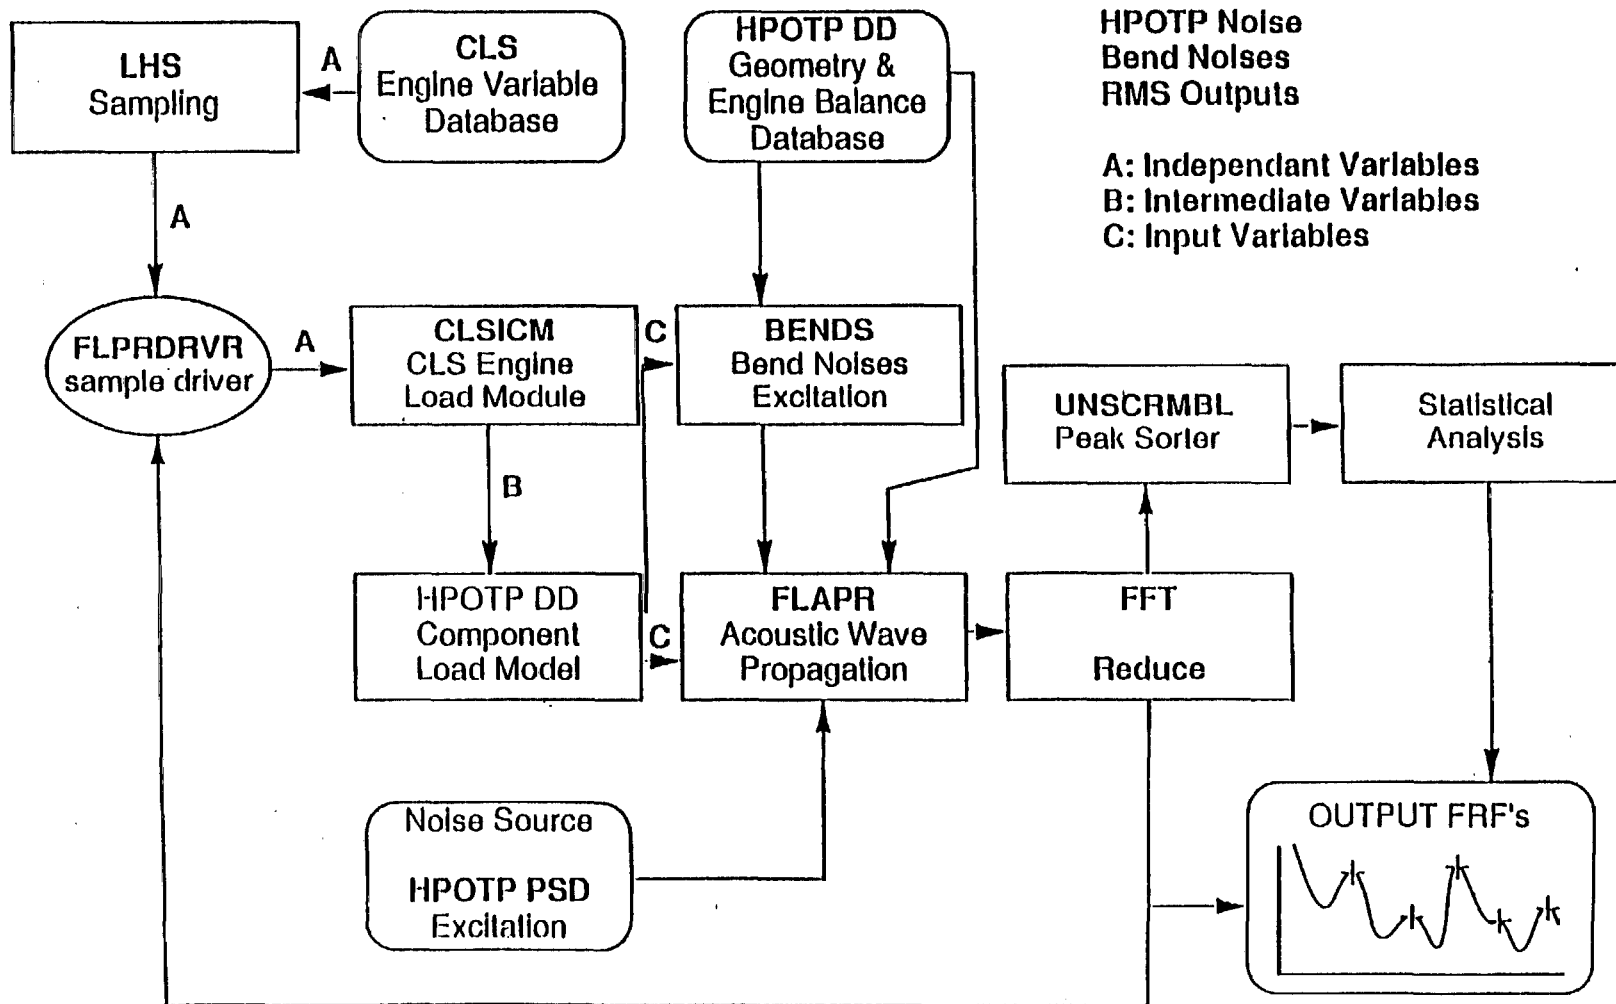 LHS
Sampling
A
CLS
Engine Variable
Database
HPOTP DD
Geometry &
Engine Balance
Database
HPOTP Noise
Bend Noises
RMS Outputs
A: Independant Variables
B: Intermediate Variables
C: Input Variables
A
FLPRDRVR
sample driver
A
CLSICM
CLS Engine
Load Module
C
BENDS
Bend Noises
Excitation
UNSCRMBL
Peak Sorter
Statistical
Analysis
B
HPOTP DD
Component
Load Model
C
FLAPR
Acoustic Wave
Propagation
FFT
Reduce
Noise Source
HPOTP PSD
Excitation
OUTPUT FRF's